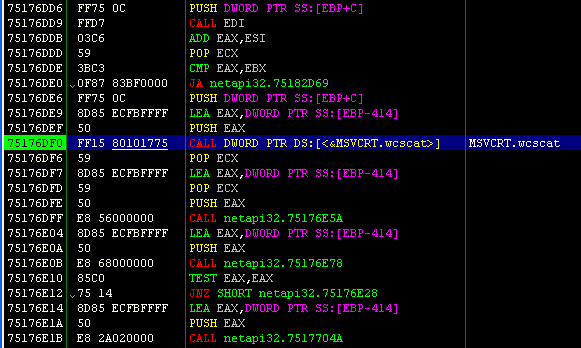 75176DD6 FF75 0C PUSH DWORD PTR SS:[EBP+C]
75176DD9 FFD7 CALL EDI
75176DDB 03C6 ADD EAX,ESI
75176DDD 59 POP ECX
75176DDE 3BC3 CMP EAX,EBX
75176DE0 0F87 83BF0000 JA netapi32.75182D69
75176DE6 FF75 0C PUSH DWORD PTR SS:[EBP+C]
75176DE9 8D85 ECFBFFFF LEA EAX,DWORD PTR SS:[EBP-414]
75176DEF 50 PUSH EAX
75176DF0 FF15 80101775 CALL DWORD PTR DS:[<&MSVCRT.wcscat>] MSVCRT.wcscat
75176DF6 59 POP ECX
75176DF7 8D85 ECFBFFFF LEA EAX,DWORD PTR SS:[EBP-414]
75176DFD 59 POP ECX
75176DFE 50 PUSH EAX
75176DFF E8 56000000 CALL netapi32.75176E5A
75176E04 8D85 ECFBFFFF LEA EAX,DWORD PTR SS:[EBP-414]
75176E0A 50 PUSH EAX
75176E0B E8 68000000 CALL netapi32.75176E78
75176E10 85C0 TEST EAX,EAX
75176E12 75 14 JNZ SHORT netapi32.75176E28
75176E14 8D85 ECFBFFFF LEA EAX,DWORD PTR SS:[EBP-414]
75176E1A 50 PUSH EAX
75176E1B E8 2A020000 CALL netapi32.7517704A